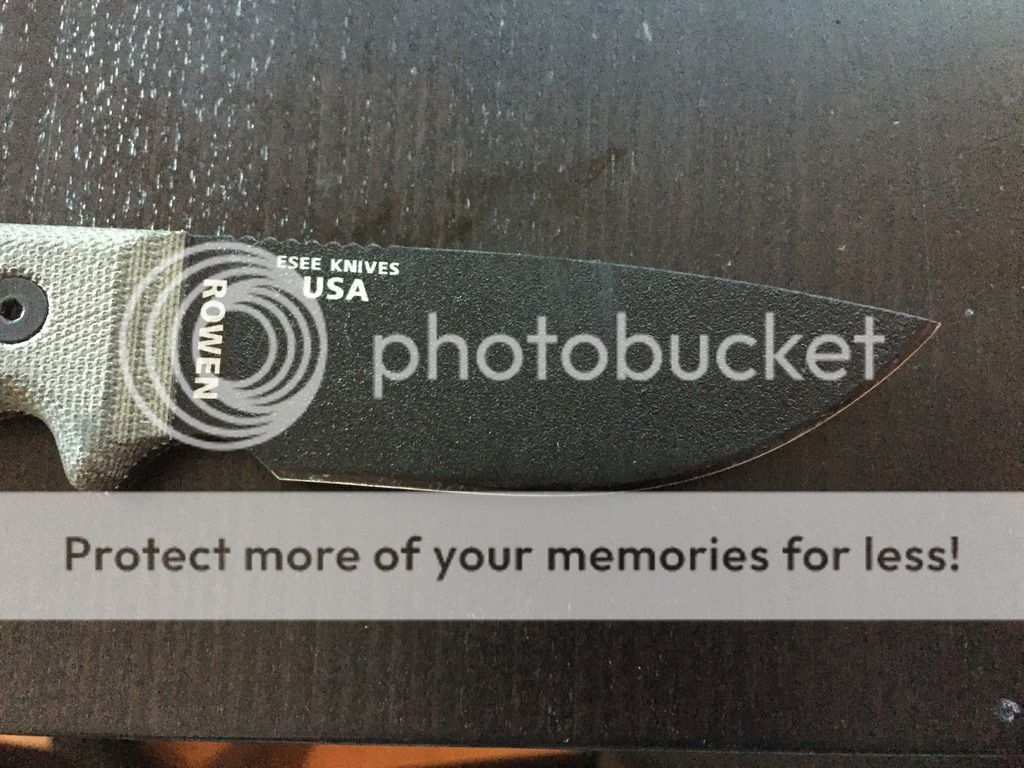 ESEE KNIVES
USA
ROWEN
photobucket
Protect more of your memories for less!